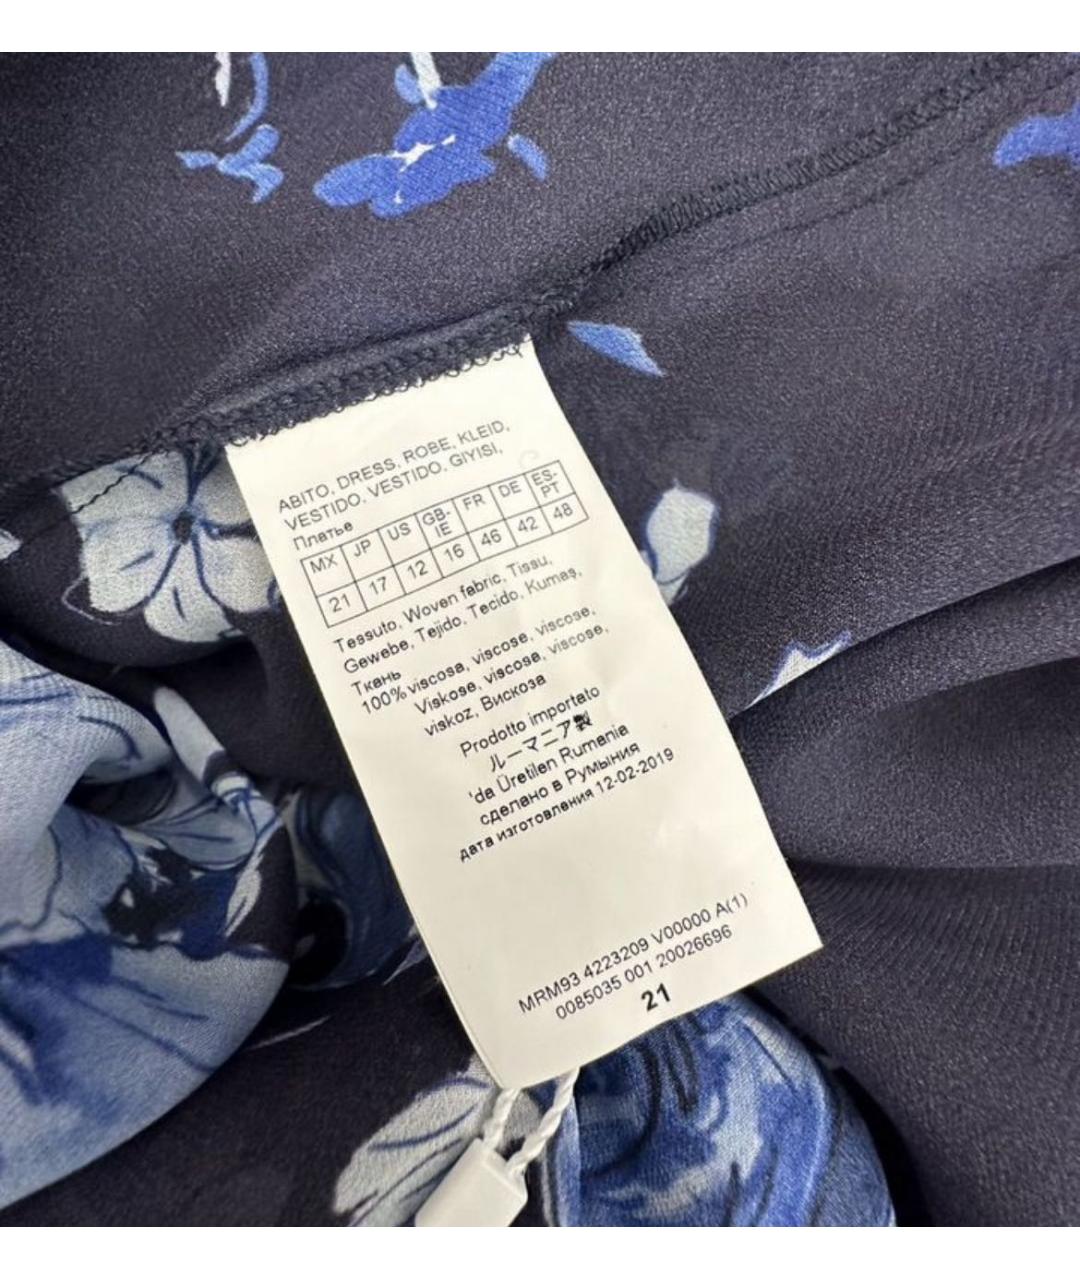 ABITO, DRESS, ROBE, KLEID,
VESTIDO, VESTIDO, GIYISI,
Платье
MX JP US GB-IE FR DE ES-PT
21 17 12 16 46 42 48
Tessuto, Woven fabric, Tissu,
Gewebe, Tejido, Tecido, Kumaş,
Ткань
100% viscosa, viscose, viscose,
Viskose, viscosa, viscose,
viskoz, Вискоза
Prodotto importato
ルーマニア製
'da Üretilen Rumania
сделано в Румыния
дата изготовления 12-02-2019
MRM93 4223209 V00000 A(1)
0085035 001 20026696
21